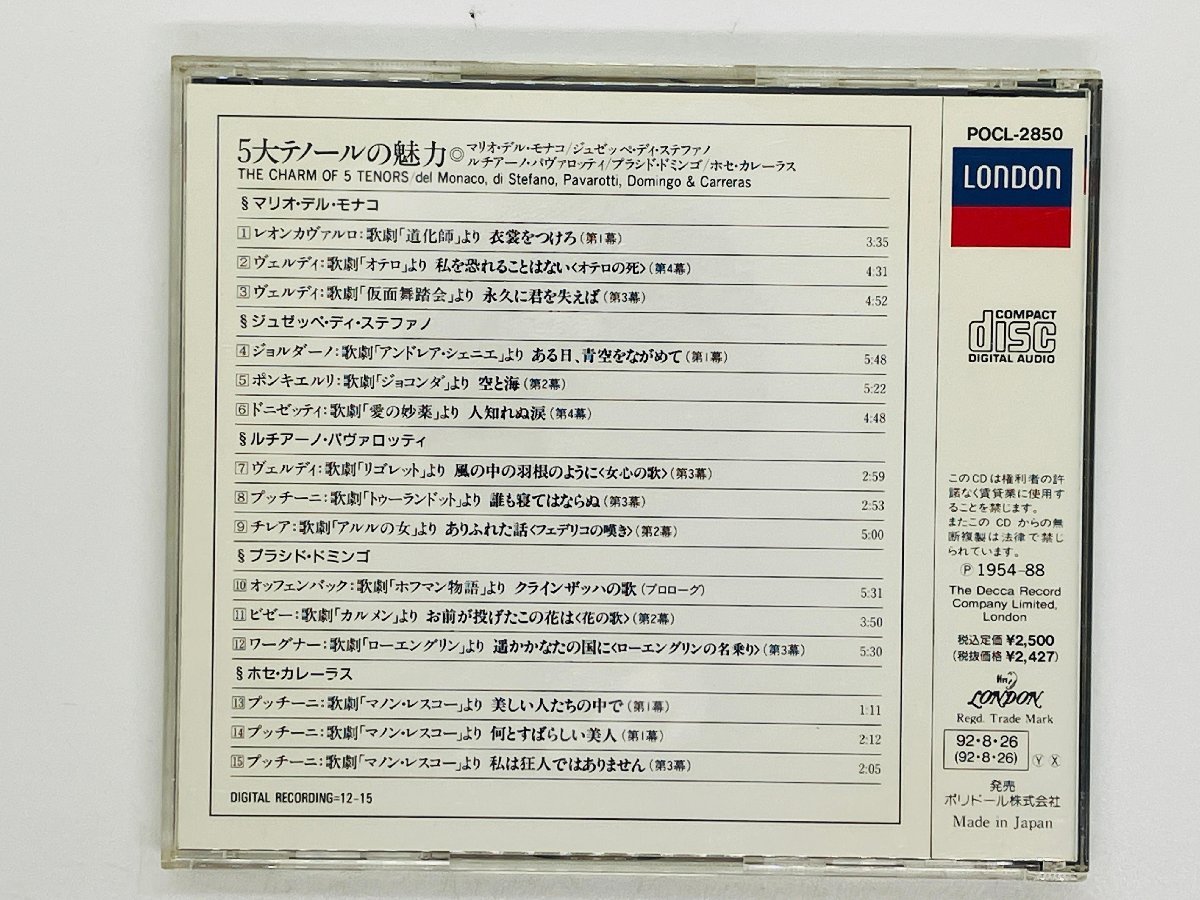 5大テノールの魅力◎マリオ・デル・モナコ/ジュゼッペ・ディ・ステファノ
ルチアーノ・パヴァロッティ/プラシド・ドミンゴ/ホセ・カレーラス
THE CHARM OF 5 TENORS/del Monaco, di Stefano, Pavarotti, Domingo & Carreras
§マリオ・デル・モナコ
1 レオンカヴァルロ:歌劇「道化師」より 衣裳をつけろ(第1幕) 3:35
2 ヴェルディ:歌劇「オテロ」より 私を恐れることはない〈オテロの死〉(第4幕) 4:31
3 ヴェルディ:歌劇「仮面舞踏会」より 永久に君を失えば(第3幕) 4:52
§ジュゼッペ・ディ・ステファノ
4 ジョルダーノ:歌劇「アンドレア・シェニエ」より ある日、青空をながめて(第1幕) 5:48
5 ポンキエルリ:歌劇「ジョコンダ」より 空と海(第2幕) 5:22
6 ドニゼッティ:歌劇「愛の妙薬」より 人知れぬ涙(第4幕) 4:48
§ルチアーノ・パヴァロッティ
7 ヴェルディ:歌劇「リゴレット」より 風の中の羽根のように〈女心の歌〉(第3幕) 2:59
8 プッチーニ:歌劇「トゥーランドット」より 誰も寝てはならぬ(第3幕) 2:53
9 チレア:歌劇「アルルの女」より ありふれた話〈フェデリコの嘆き〉(第2幕) 5:00
§プラシド・ドミンゴ
10 オッフェンバック:歌劇「ホフマン物語」より クラインザッハの歌(プロローグ) 5:31
11 ビゼー:歌劇「カルメン」より お前が投げたこの花は〈花の歌〉(第2幕) 3:50
12 ワーグナー:歌劇「ローエングリン」より 遥かかなたの国に〈ローエングリンの名乗り〉(第3幕) 5:30
§ホセ・カレーラス
13 プッチーニ:歌劇「マノン・レスコー」より 美しい人たちの中で(第1幕) 1:11
14 プッチーニ:歌劇「マノン・レスコー」より 何とすばらしい美人(第1幕) 2:12
15 プッチーニ:歌劇「マノン・レスコー」より 私は狂人ではありません(第3幕) 2:05
DIGITAL RECORDING=12-15
POCL-2850
LONDON
COMPACT
disc
DIGITAL AUDIO
このCDは権利者の許
諾なく賃貸業に使用す
ることを禁じます。
またこの CD からの無
断複製は法律で禁じ
られています。
Ⓟ 1954-88
The Decca Record
Company Limited,
London
税込定価 ¥2,500
(税抜価格 ¥2,427)
ffrr
LONDON
Regd. Trade Mark
92・8・26
(92・8・26) Ⓨ Ⓧ
発売
ポリドール株式会社
Made in Japan